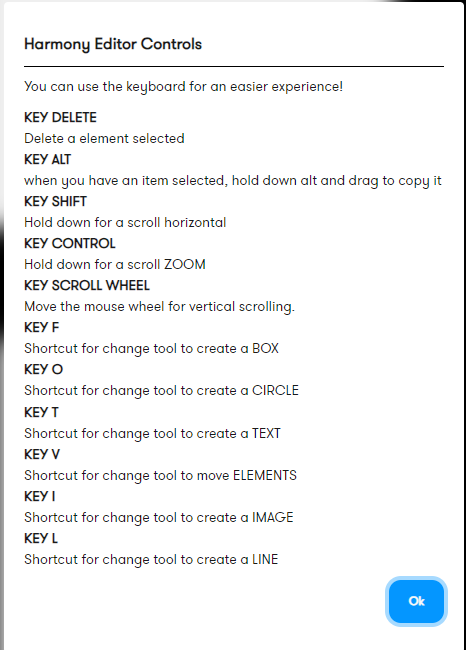 Harmony Editor Controls
You can use the keyboard for an easier experience!
KEY DELETE
Delete a element selected
KEY ALT
when you have an item selected, hold down alt and drag to copy it
KEY SHIFT
Hold down for a scroll horizontal
KEY CONTROL
Hold down for a scroll ZOOM
KEY SCROLL WHEEL
Move the mouse wheel for vertical scrolling.
KEY F
Shortcut for change tool to create a BOX
KEY O
Shortcut for change tool to create a CIRCLE
KEY T
Shortcut for change tool to create a TEXT
KEY V
Shortcut for change tool to move ELEMENTS
KEY I
Shortcut for change tool to create a IMAGE
KEY L
Shortcut for change tool to create a LINE
Ok